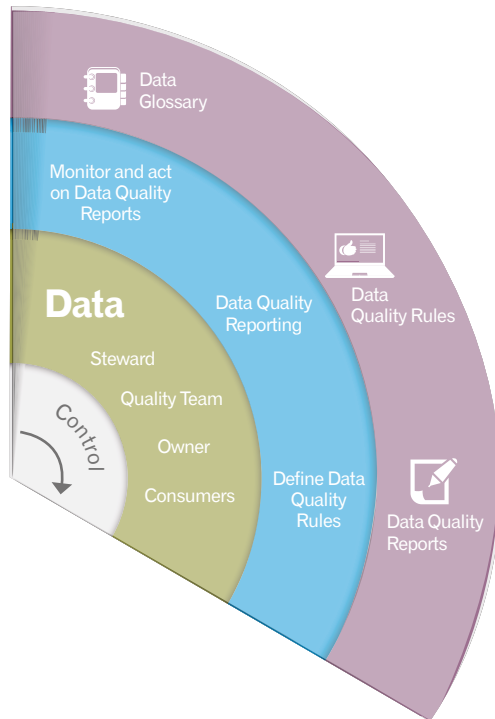 Data
Glossary
Monitor and act
on Data Quality
Reports
Data Quality
Reporting
Data
Quality Rules
Data
Steward
Quality Team
Owner
Consumers
Control
Define Data
Quality
Rules
Data Quality
Reports